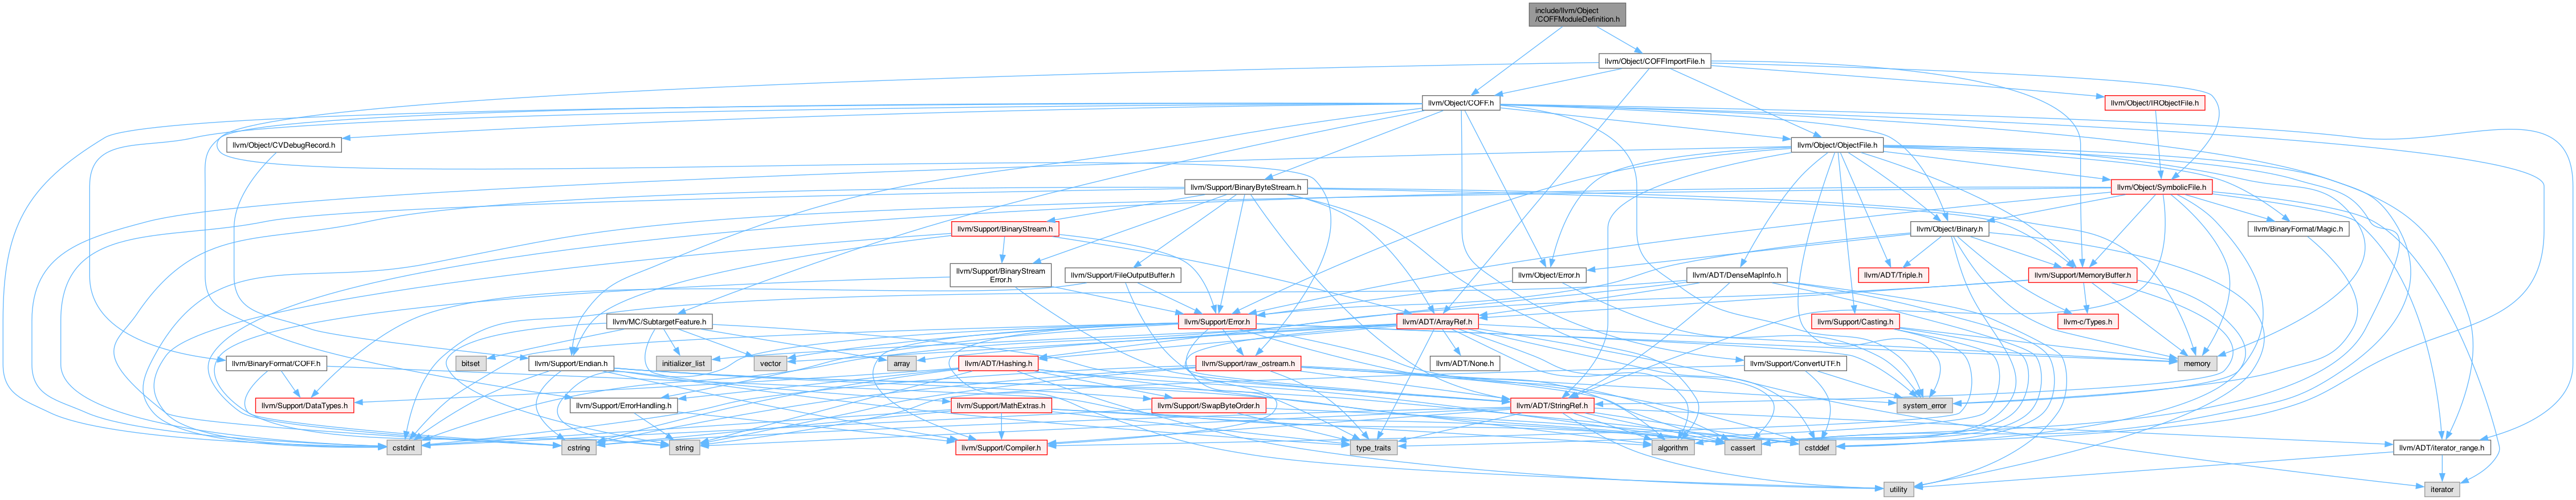 include/llvm/Object
/COFFModuleDefinition.h
llvm/Object/COFFImportFile.h
llvm/Object/COFF.h
llvm/Object/IRObjectFile.h
llvm/Object/CVDebugRecord.h
llvm/Object/ObjectFile.h
llvm/Support/BinaryByteStream.h
llvm/Object/SymbolicFile.h
llvm/Support/BinaryStream.h
llvm/Object/Binary.h
llvm/BinaryFormat/Magic.h
llvm/Support/BinaryStream
Error.h
llvm/Support/FileOutputBuffer.h
llvm/Object/Error.h
llvm/ADT/DenseMapInfo.h
llvm/ADT/Triple.h
llvm/Support/MemoryBuffer.h
llvm/MC/SubtargetFeature.h
llvm/Support/Error.h
llvm/ADT/ArrayRef.h
llvm/Support/Casting.h
llvm-c/Types.h
llvm/BinaryFormat/COFF.h
bitset
llvm/Support/Endian.h
initializer_list
vector
array
llvm/ADT/Hashing.h
llvm/Support/raw_ostream.h
llvm/ADT/None.h
llvm/Support/ConvertUTF.h
memory
llvm/Support/DataTypes.h
llvm/Support/ErrorHandling.h
llvm/Support/MathExtras.h
llvm/Support/SwapByteOrder.h
llvm/ADT/StringRef.h
system_error
cstdint
cstring
string
llvm/Support/Compiler.h
type_traits
algorithm
cassert
cstddef
llvm/ADT/iterator_range.h
utility
iterator